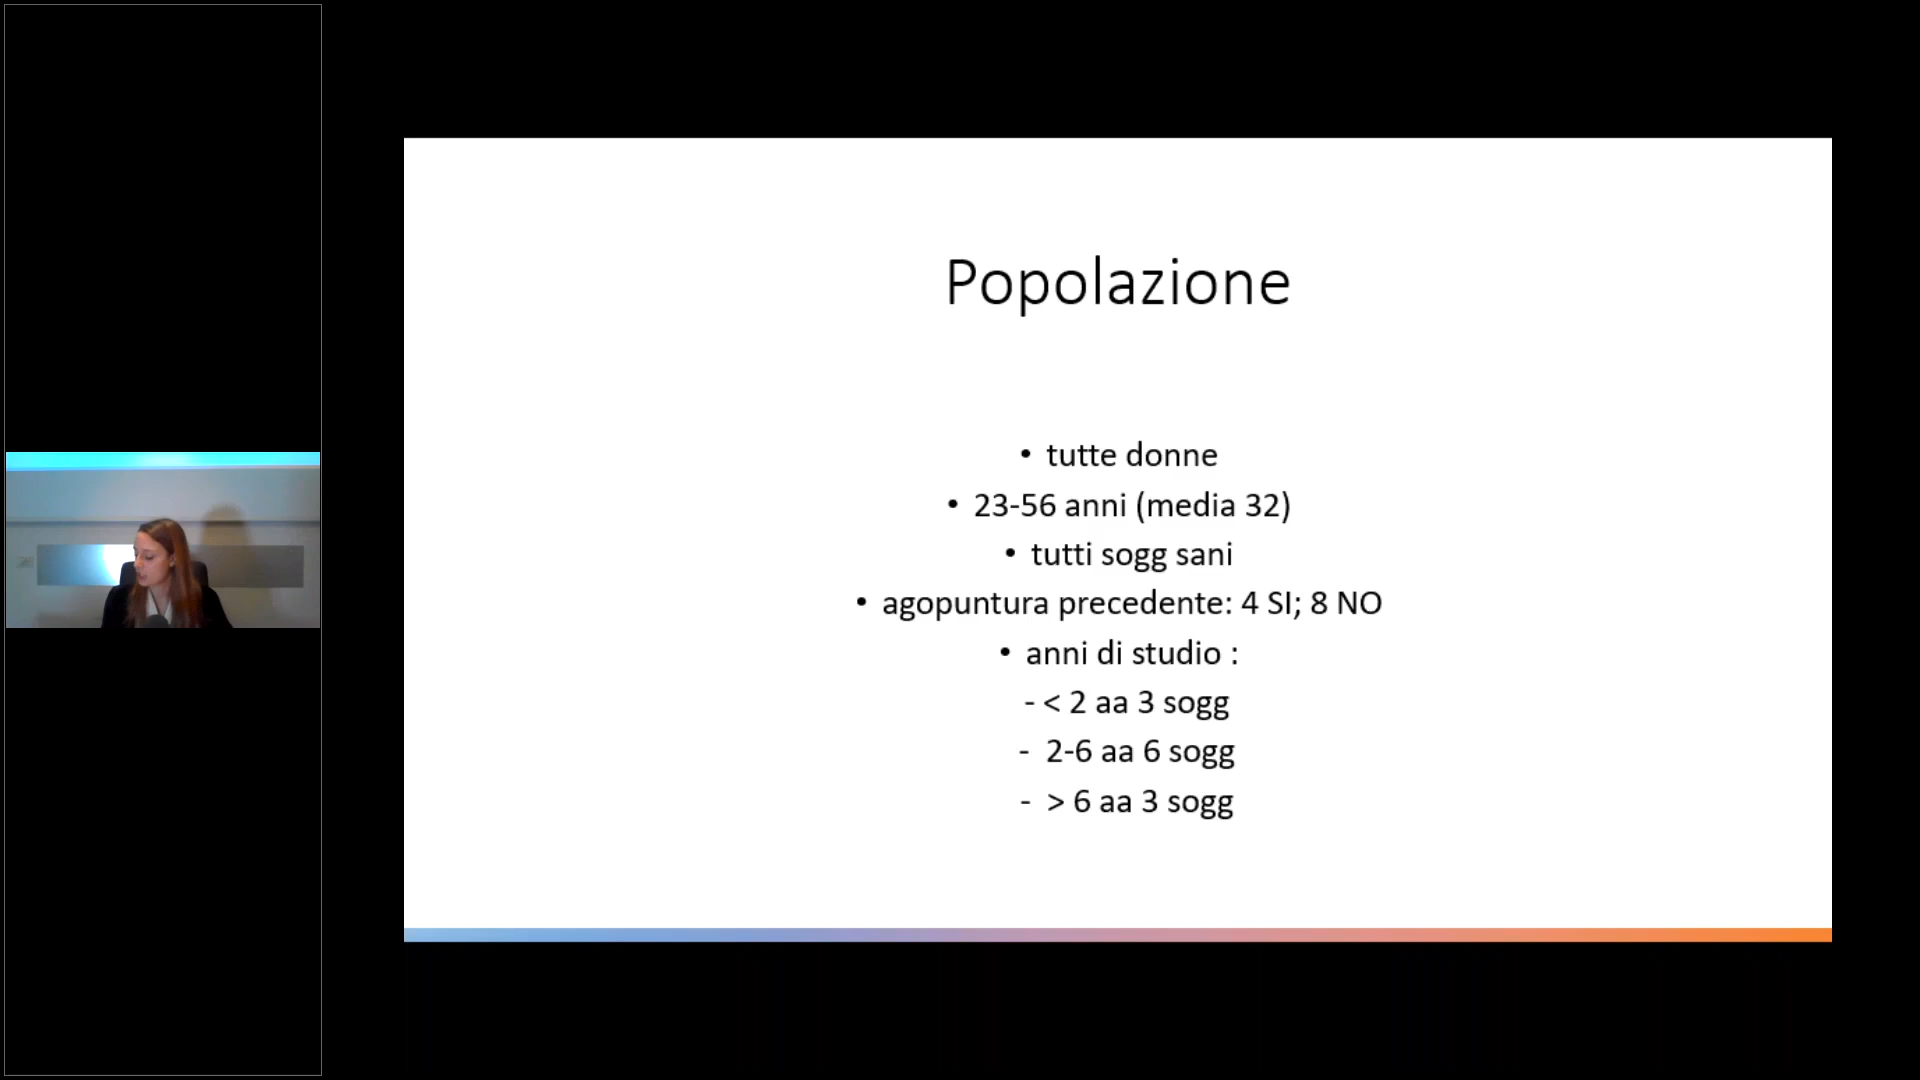 Popolazione
• tutte donne
• 23-56 anni (media 32)
• tutti sogg sani
• agopuntura precedente: 4 SI; 8 NO
• anni di studio :
- < 2 aa 3 sogg
- 2-6 aa 6 sogg
- > 6 aa 3 sogg